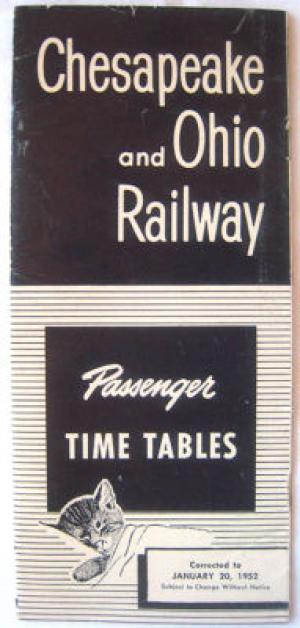 Chesapeake
and Ohio
Railway
Passenger
TIME TABLES
Corrected to
JANUARY 20, 1952
Subject to Change Without Notice